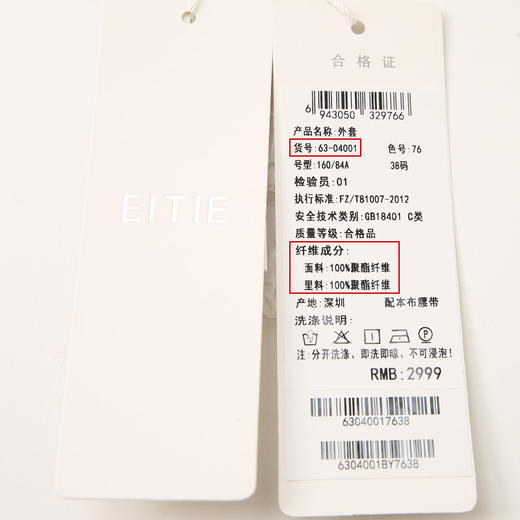 EITIE
合格证
6 943050 329766
产品名称:外套
货号:63-04001 色号:76
号型:160/84A 38码
检验员:01
执行标准:FZ/T81007-2012
安全技术类别:GB18401 C类
质量等级:合格品
纤维成分:
面料:100%聚酯纤维
里料:100%聚酯纤维
产地:深圳 配本布腰带
洗涤说明:
注:分开洗涤、即洗即晾、不可浸泡!
RMB:2999
63040017638
6304001BY7638